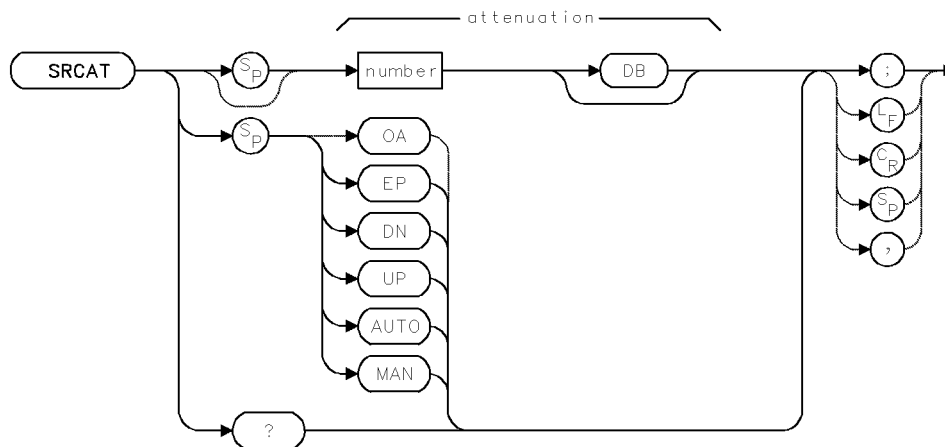 attenuation
SRCAT SP number DB ;
SP OA LF
EP CR
DN SP
UP ,
AUTO
MAN
?